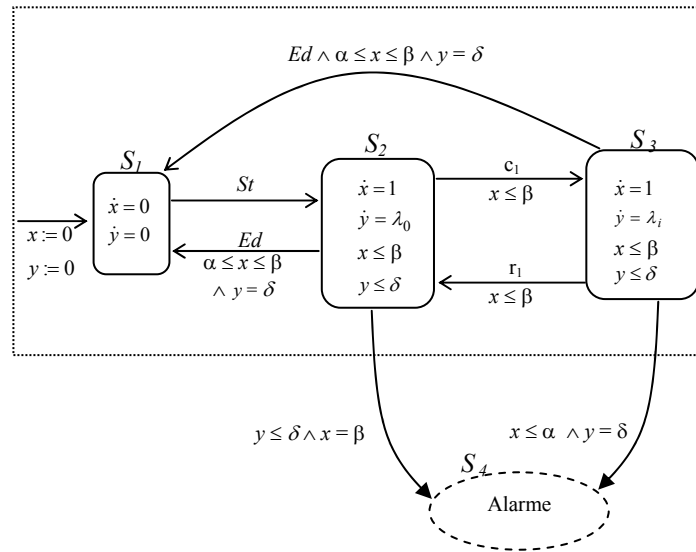 Ed ∧ α ≤ x ≤ β ∧ y = δ
S1
S2
S3
ẋ = 0
ẏ = 0
St
Ed
α ≤ x ≤ β
∧ y = δ
x := 0
y := 0
ẋ = 1
ẏ = λ0
x ≤ β
y ≤ δ
c1
x ≤ β
r1
x ≤ β
ẋ = 1
ẏ = λi
x ≤ β
y ≤ δ
y ≤ δ ∧ x = β
x ≤ α ∧ y = δ
S4
Alarme